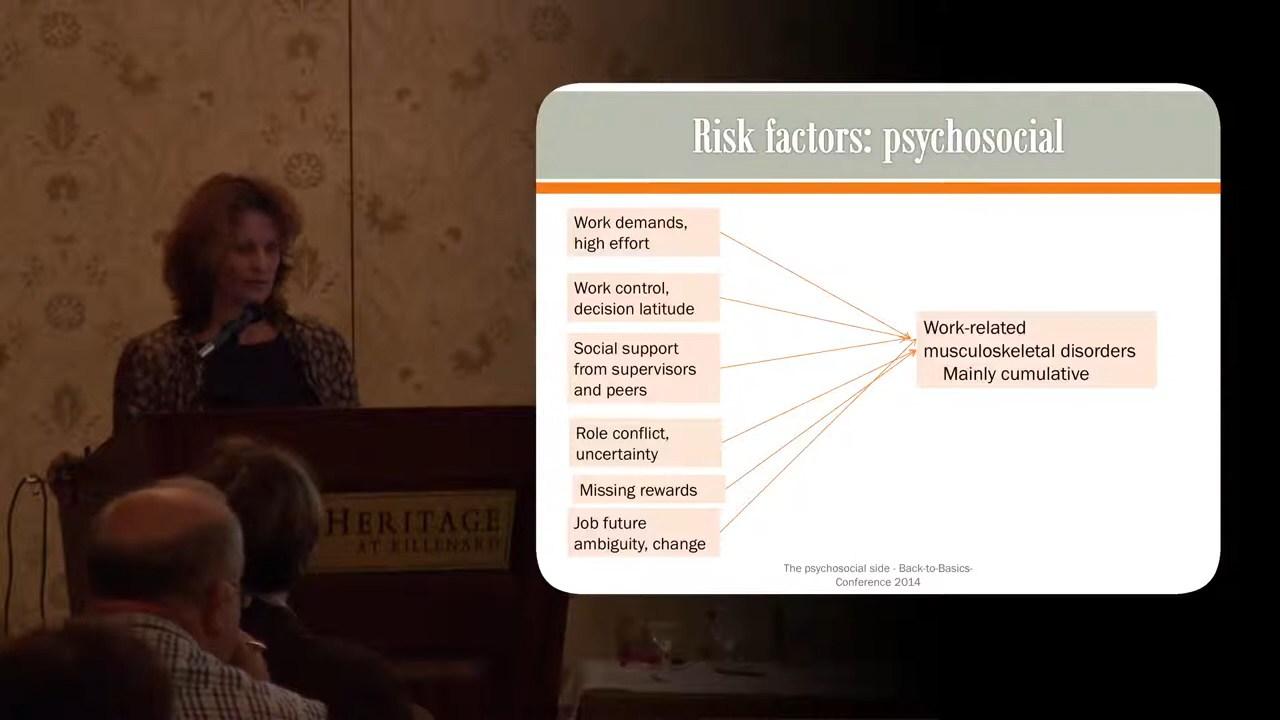 Risk factors: psychosocial
Work demands,
high effort
Work control,
decision latitude
Social support
from supervisors
and peers
Role conflict,
uncertainty
Missing rewards
Job future
ambiguity, change
Work-related
musculoskeletal disorders
Mainly cumulative
The psychosocial side - Back-to-Basics-
Conference 2014
HERITAGE
AT KILLENARD